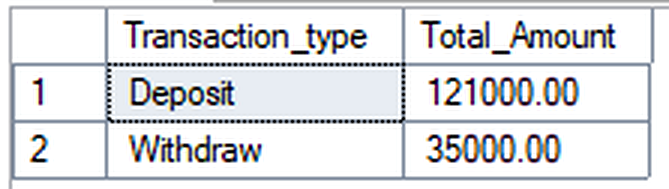 Transaction_type Total_Amount
1 Deposit 121000.00
2 Withdraw 35000.00